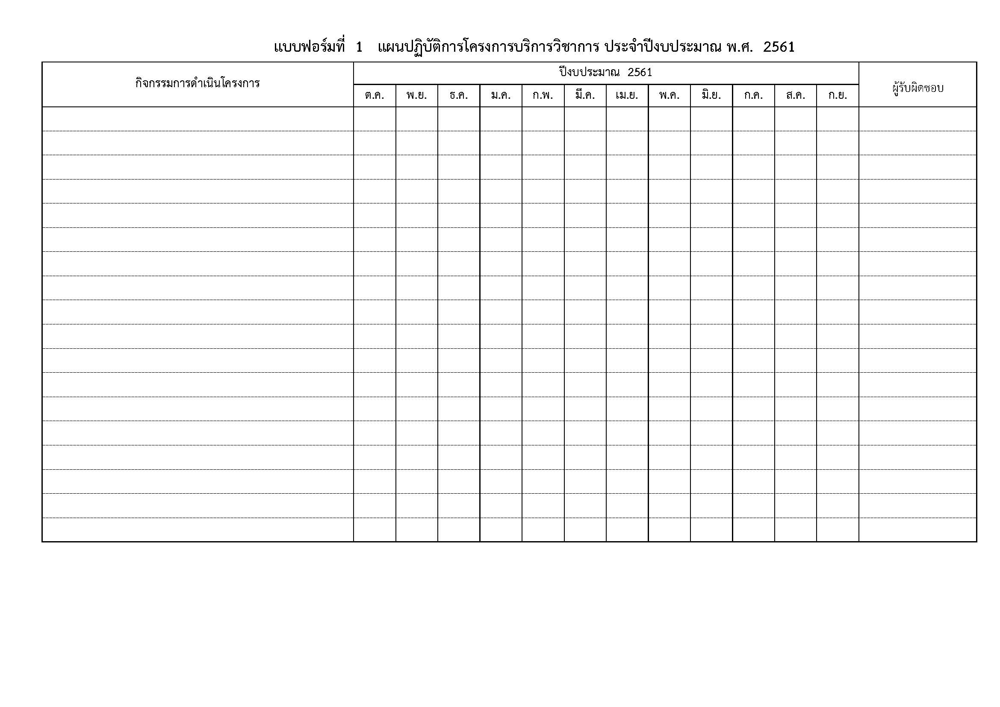 แบบฟอร์มที่ 1 แผนปฏิบัติการโครงการบริการวิชาการ ประจำปีงบประมาณ พ.ศ. 2561
กิจกรรมการดำเนินโครงการ
ปีงบประมาณ 2561
ผู้รับผิดชอบ
ต.ค. พ.ย. ธ.ค. ม.ค. ก.พ. มี.ค. เม.ย. พ.ค. มิ.ย. ก.ค. ส.ค. ก.ย.